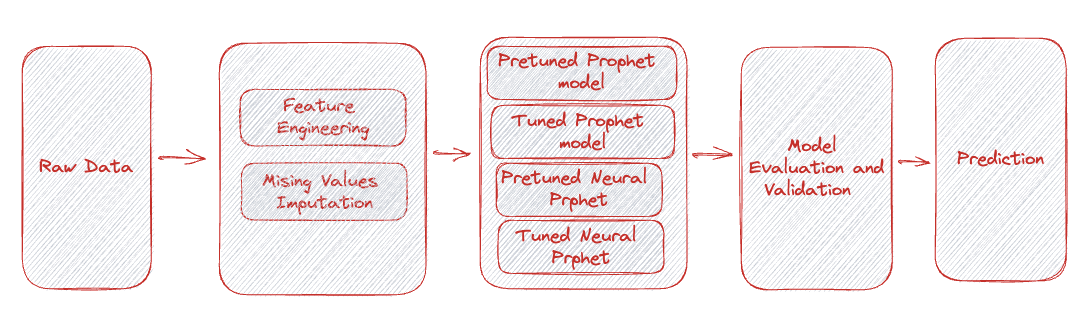 Raw Data
Feature
Engineering
Mising Values
Imputation
Pretuned Prophet
model
Tuned Prophet
model
Pretuned Neural
Prphet
Tuned Neural
Prphet
Model
Evaluation and
Validation
Prediction